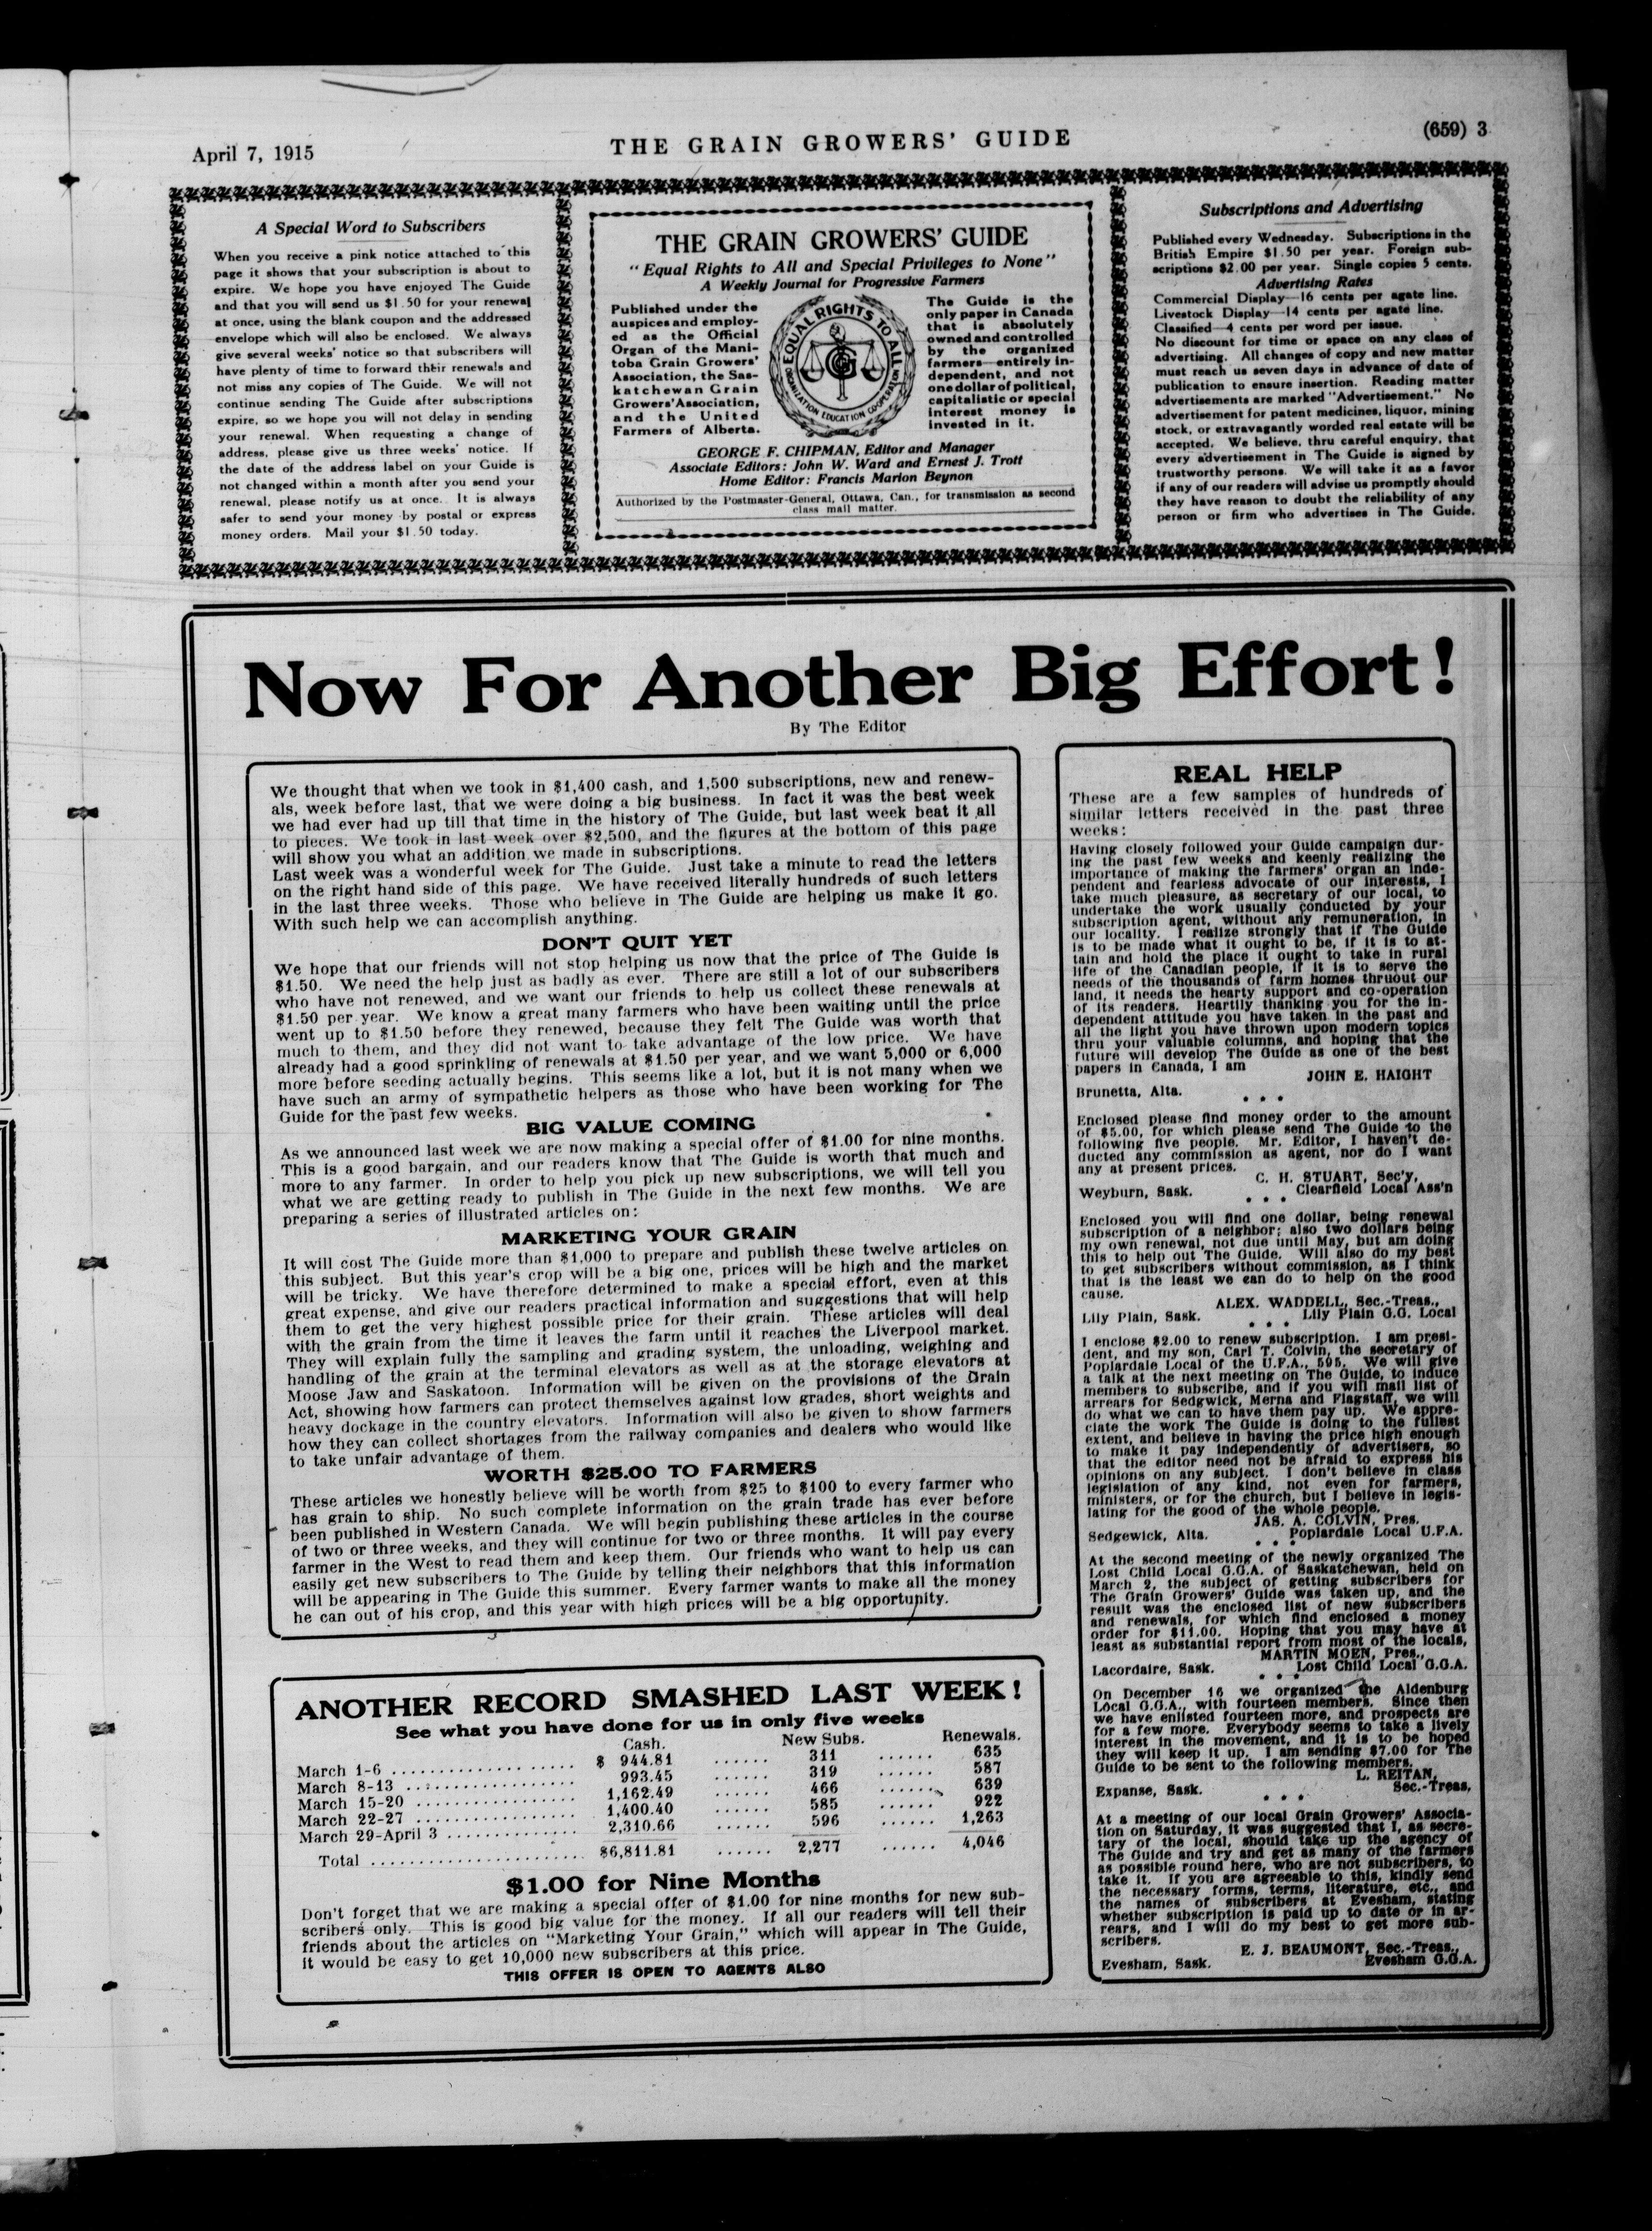 April 7, 1915
THE GRAIN GROWERS' GUIDE
(659) 3
A Special Word to Subscribers
When you receive a pink notice attached to this
page it shows that your subscription is about to
expire. We hope you have enjoyed The Guide
and that you will send us $1.50 for your renewal
at once, using the blank coupon and the addressed
envelope which will also be enclosed. We always
give several weeks' notice so that subscribers will
have plenty of time to forward their renewals and
not miss any copies of The Guide. We will not
continue sending The Guide after subscriptions
expire, so we hope you will not delay in sending
your renewal. When requesting a change of
address, please give us three weeks' notice. If
the date of the address label on your Guide is
not changed within a month after you send your
renewal, please notify us at once. It is always
safer to send your money by postal or express
money orders. Mail your $1.50 today.
THE GRAIN GROWERS' GUIDE
"Equal Rights to All and Special Privileges to None"
A Weekly Journal for Progressive Farmers
Published under the
auspices and employ-
ed as the Official
Organ of the Mani-
toba Grain Growers'
Association, the Sas-
katchewan Grain
Growers' Association,
and the United
Farmers of Alberta.
EQUAL RIGHTS TO ALL
ORGANIZATION EDUCATION COOPERATION
GG
The Guide is the
only paper in Canada
that is absolutely
owned and controlled
by the organized
farmers—entirely in-
dependent, and not
one dollar of political,
capitalistic or special
interest money is
invested in it.
GEORGE F. CHIPMAN, Editor and Manager
Associate Editors: John W. Ward and Ernest J. Trott
Home Editor: Francis Marion Beynon
Authorized by the Postmaster-General, Ottawa, Can., for transmission as second
class mail matter.
Subscriptions and Advertising
Published every Wednesday. Subscriptions in the
British Empire $1.50 per year. Foreign sub-
scriptions $2.00 per year. Single copies 5 cents.
Advertising Rates
Commercial Display—16 cents per agate line.
Livestock Display—14 cents per agate line.
Classified—4 cents per word per issue.
No discount for time or space on any class of
advertising. All changes of copy and new matter
must reach us seven days in advance of date of
publication to ensure insertion. Reading matter
advertisements are marked "Advertisement." No
advertisement for patent medicines, liquor, mining
stock, or extravagantly worded real estate will be
accepted. We believe, thru careful enquiry, that
every advertisement in The Guide is signed by
trustworthy persons. We will take it as a favor
if any of our readers will advise us promptly should
they have reason to doubt the reliability of any
person or firm who advertises in The Guide.
Now For Another Big Effort!
By The Editor
We thought that when we took in $1,400 cash, and 1,500 subscriptions, new and renew-
als, week before last, that we were doing a big business. In fact it was the best week
we had ever had up till that time in the history of The Guide, but last week beat it all
to pieces. We took in last week over $2,500, and the figures at the bottom of this page
will show you what an addition we made in subscriptions.
Last week was a wonderful week for The Guide. Just take a minute to read the letters
on the right hand side of this page. We have received literally hundreds of such letters
in the last three weeks. Those who believe in The Guide are helping us make it go.
With such help we can accomplish anything.
DON'T QUIT YET
We hope that our friends will not stop helping us now that the price of The Guide is
$1.50. We need the help just as badly as ever. There are still a lot of our subscribers
who have not renewed, and we want our friends to help us collect these renewals at
$1.50 per year. We know a great many farmers who have been waiting until the price
went up to $1.50 before they renewed, because they felt The Guide was worth that
much to them, and they did not want to take advantage of the low price. We have
already had a good sprinkling of renewals at $1.50 per year, and we want 5,000 or 6,000
more before seeding actually begins. This seems like a lot, but it is not many when we
have such an army of sympathetic helpers as those who have been working for The
Guide for the past few weeks.
BIG VALUE COMING
As we announced last week we are now making a special offer of $1.00 for nine months.
This is a good bargain, and our readers know that The Guide is worth that much and
more to any farmer. In order to help you pick up new subscriptions, we will tell you
what we are getting ready to publish in The Guide in the next few months. We are
preparing a series of illustrated articles on:
MARKETING YOUR GRAIN
It will cost The Guide more than $1,000 to prepare and publish these twelve articles on
this subject. But this year's crop will be a big one, prices will be high and the market
will be tricky. We have therefore determined to make a special effort, even at this
great expense, and give our readers practical information and suggestions that will help
them to get the very highest possible price for their grain. These articles will deal
with the grain from the time it leaves the farm until it reaches the Liverpool market.
They will explain fully the sampling and grading system, the unloading, weighing and
handling of the grain at the terminal elevators as well as at the storage elevators at
Moose Jaw and Saskatoon. Information will be given on the provisions of the Grain
Act, showing how farmers can protect themselves against low grades, short weights and
heavy dockage in the country elevators. Information will also be given to show farmers
how they can collect shortages from the railway companies and dealers who would like
to take unfair advantage of them.
WORTH $25.00 TO FARMERS
These articles we honestly believe will be worth from $25 to $100 to every farmer who
has grain to ship. No such complete information on the grain trade has ever before
been published in Western Canada. We will begin publishing these articles in the course
of two or three weeks, and they will continue for two or three months. It will pay every
farmer in the West to read them and keep them. Our friends who want to help us can
easily get new subscribers to The Guide by telling their neighbors that this information
will be appearing in The Guide this summer. Every farmer wants to make all the money
he can out of his crop, and this year with high prices will be a big opportunity.
ANOTHER RECORD SMASHED LAST WEEK!
See what you have done for us in only five weeks
Cash. New Subs. Renewals.
March 1-6 .................... $ 944.81 ...... 311 ...... 635
March 8-13 .................. 993.45 ...... 319 ...... 587
March 15-20 .................. 1,162.49 ...... 466 ...... 639
March 22-27 .................. 1,400.40 ...... 585 ...... 922
March 29-April 3 .............. 2,310.66 ...... 596 ...... 1,263
Total ....................... $6,811.81 ...... 2,277 ...... 4,046
$1.00 for Nine Months
Don't forget that we are making a special offer of $1.00 for nine months for new sub-
scribers only. This is good big value for the money. If all our readers will tell their
friends about the articles on "Marketing Your Grain," which will appear in The Guide,
it would be easy to get 10,000 new subscribers at this price.
THIS OFFER IS OPEN TO AGENTS ALSO
REAL HELP
These are a few samples of hundreds of
similar letters received in the past three
weeks:
Having closely followed your Guide campaign dur-
ing the past few weeks and keenly realizing the
importance of making the farmers' organ an inde-
pendent and fearless advocate of our interests, I
take much pleasure, as secretary of our local, to
undertake the work usually conducted by your
subscription agent, without any remuneration, in
our locality. I realize strongly that if The Guide
is to be made what it ought to be, if it is to at-
tain and hold the place it ought to take in rural
life of the Canadian people, if it is to serve the
needs of the thousands of farm homes thruout our
land, it needs the hearty support and co-operation
of its readers. Heartily thanking you for the in-
dependent attitude you have taken in the past and
all the light you have thrown upon modern topics
thru your valuable columns, and hoping that the
future will develop The Guide as one of the best
papers in Canada, I am
JOHN E. HAIGHT
Brunetta, Alta.
* * *
Enclosed please find money order to the amount
of $5.00, for which please send The Guide to the
following five people. Mr. Editor, I haven't de-
ducted any commission as agent, nor do I want
any at present prices.
C. H. STUART, Sec'y,
Weyburn, Sask. Clearfield Local Ass'n
* * *
Enclosed you will find one dollar, being renewal
subscription of a neighbor; also two dollars being
my own renewal, not due until May, but am doing
this to help out The Guide. Will also do my best
to get subscribers without commission, as I think
that is the least we can do to help on the good
cause.
ALEX. WADDELL, Sec.-Treas.,
Lily Plain, Sask. Lily Plain G.G. Local
* * *
I enclose $2.00 to renew subscription. I am presi-
dent, and my son, Carl T. Colvin, the secretary of
Poplardale Local of the U.F.A., 595. We will give
a talk at the next meeting on The Guide, to induce
members to subscribe, and if you will mail list of
arrears for Sedgwick, Merna and Flagstaff, we will
do what we can to have them pay up. We appre-
ciate the work The Guide is doing to the fullest
extent, and believe in having the price high enough
to make it pay independently of advertisers, so
that the editor need not be afraid to express his
opinions on any subject. I don't believe in class
legislation of any kind, not even for farmers,
ministers, or for the church, but I believe in legis-
lating for the good of the whole people.
JAS. A. COLVIN, Pres.
Sedgewick, Alta. Poplardale Local U.F.A.
* * *
At the second meeting of the newly organized The
Lost Child Local G.G.A. of Saskatchewan, held on
March 2, the subject of getting subscribers for
The Grain Growers' Guide was taken up, and the
result was the enclosed list of new subscribers
and renewals, for which find enclosed a money
order for $11.00. Hoping that you may have at
least as substantial report from most of the locals,
MARTIN MOEN, Pres.,
Lacordaire, Sask. Lost Child Local G.G.A.
* * *
On December 16 we organized the Aldenburg
Local G.G.A., with fourteen members. Since then
we have enlisted fourteen more, and prospects are
for a few more. Everybody seems to take a lively
interest in the movement, and it is to be hoped
they will keep it up. I am sending $7.00 for The
Guide to be sent to the following members.
L. REITAN,
Expanse, Sask. Sec.-Treas,
* * *
At a meeting of our local Grain Growers' Associa-
tion on Saturday, it was suggested that I, as secre-
tary of the local, should take up the agency of
The Guide and try and get as many of the farmers
as possible round here, who are not subscribers, to
take it. If you are agreeable to this, kindly send
the necessary forms, terms, literature, etc., and
the names of subscribers at Evesham, stating
whether subscription is paid up to date or in ar-
rears, and I will do my best to get more sub-
scribers.
E. J. BEAUMONT, Sec.-Treas.,
Evesham, Sask. Evesham G.G.A.